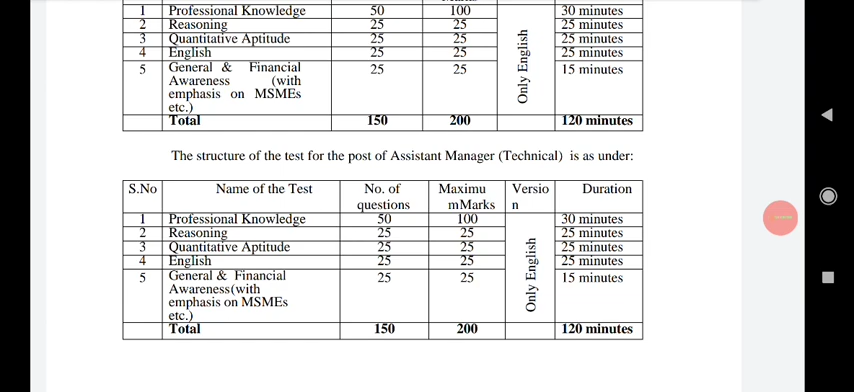 1 Professional Knowledge 50 100 30 minutes
2 Reasoning 25 25 25 minutes
3 Quantitative Aptitude 25 25 25 minutes
4 English 25 25 25 minutes
5 General & Financial 25 25 15 minutes
Awareness (with
emphasis on MSMEs
etc.)
Only English
Total 150 200 120 minutes
The structure of the test for the post of Assistant Manager (Technical) is as under:
S.No Name of the Test No. of Maximu Versio Duration
questions mMarks n
1 Professional Knowledge 50 100 30 minutes
2 Reasoning 25 25 25 minutes
3 Quantitative Aptitude 25 25 25 minutes
4 English 25 25 25 minutes
5 General & Financial 25 25 15 minutes
Awareness(with
emphasis on MSMEs
etc.)
Only English
Total 150 200 120 minutes